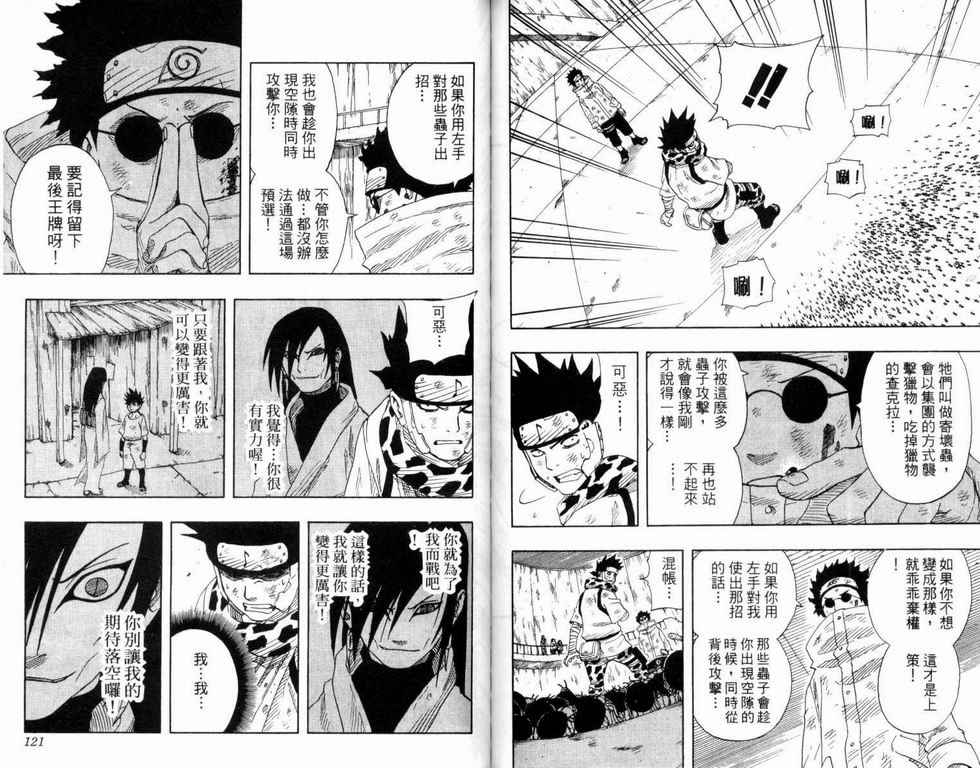 !!
唰！
唰！
唰！
牠們叫做寄壞蟲，
會以集團的方式襲
擊獵物，吃掉獵物
的查克拉…
你被這麼多
蟲子攻擊，
就會像我剛
才說得一樣…
再也站
不起來
…！
可惡…！
如果你不想
變成那樣，
就乖乖棄權
這才是上
策！
如果你用
左手對我
使出那招
的話…
那些蟲子會趁
你出現空隙的
時候，同時從
背後攻擊…
混帳…
如果你用左手
對那些蟲子出
招…
我也會趁你出
現空隙時同時
攻擊你…
不管你怎麼
做…都沒辦
法通過這場
預選！
要記得留下
最後王牌呀！
可惡…
我覺得…你很
有實力喔！
只要跟著我，你就
可以變得更厲害！
你就為了
我而戰吧
！
這樣的話，
我就讓你
變得更厲害！
我…我…
你別讓我的
期待落空囉！
121